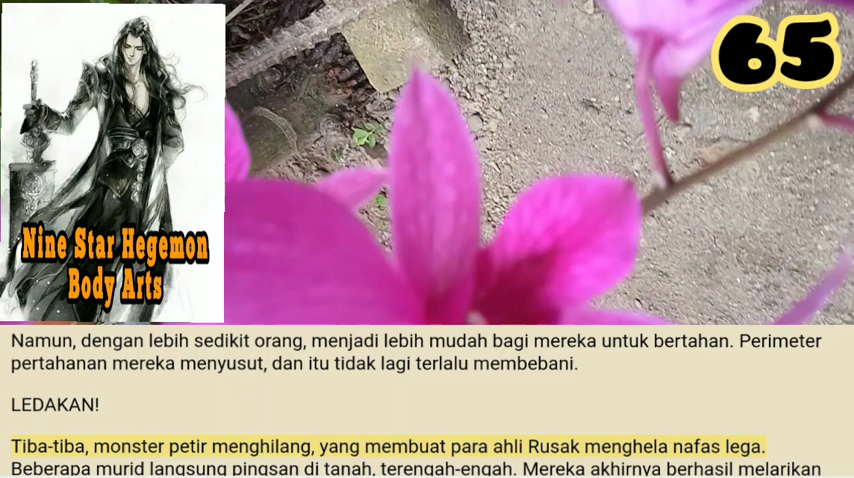 65
Nine Star Hegemon
Body Arts
Namun, dengan lebih sedikit orang, menjadi lebih mudah bagi mereka untuk bertahan. Perimeter
pertahanan mereka menyusut, dan itu tidak lagi terlalu membebani.
LEDAKAN!
Tiba-tiba, monster petir menghilang, yang membuat para ahli Rusak menghela nafas lega.
Beberapa murid langsung pingsan di tanah, terengah-engah. Mereka akhirnya berhasil melarikan